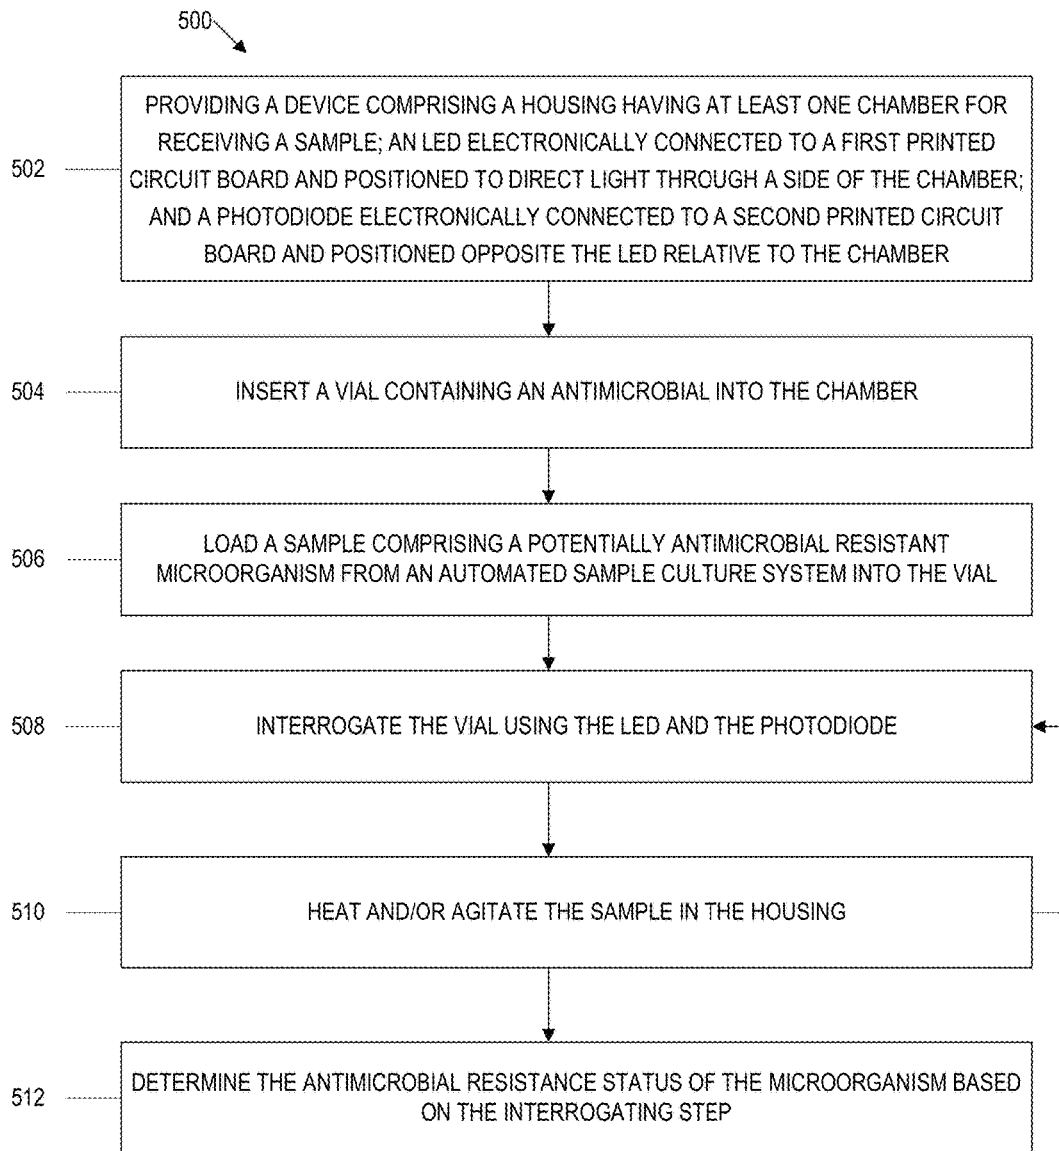 500
502
PROVIDING A DEVICE COMPRISING A HOUSING HAVING AT LEAST ONE CHAMBER FOR
RECEIVING A SAMPLE; AN LED ELECTRONICALLY CONNECTED TO A FIRST PRINTED
CIRCUIT BOARD AND POSITIONED TO DIRECT LIGHT THROUGH A SIDE OF THE CHAMBER;
AND A PHOTODIODE ELECTRONICALLY CONNECTED TO A SECOND PRINTED CIRCUIT
BOARD AND POSITIONED OPPOSITE THE LED RELATIVE TO THE CHAMBER
504
INSERT A VIAL CONTAINING AN ANTIMICROBIAL INTO THE CHAMBER
506
LOAD A SAMPLE COMPRISING A POTENTIALLY ANTIMICROBIAL RESISTANT
MICROORGANISM FROM AN AUTOMATED SAMPLE CULTURE SYSTEM INTO THE VIAL
508
INTERROGATE THE VIAL USING THE LED AND THE PHOTODIODE
510
HEAT AND/OR AGITATE THE SAMPLE IN THE HOUSING
512
DETERMINE THE ANTIMICROBIAL RESISTANCE STATUS OF THE MICROORGANISM BASED
ON THE INTERROGATING STEP